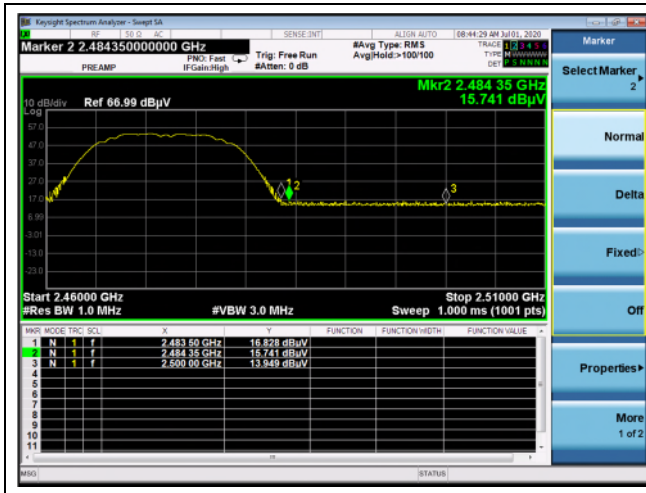 Keysight Spectrum Analyzer - Swept SA
RF 50 Ω AC SENSE:INT ALIGN AUTO 08:44:29 AM Jul 01, 2020
Marker 2 2.484350000000 GHz
PREAMP
PNO: Fast
IFGain:High
Trig: Free Run
#Atten: 0 dB
#Avg Type: RMS
Avg|Hold:>100/100
TRACE 1 2 3 4 5 6
TYPE M W W W W W
DET P S N N N N
Mkr2 2.484 35 GHz
15.741 dBµV
10 dB/div Ref 66.99 dBµV
Log
57.0
47.0
37.0
27.0
17.0
6.99
-3.01
-13.0
-23.0
1
2
3
Start 2.46000 GHz Stop 2.51000 GHz
#Res BW 1.0 MHz #VBW 3.0 MHz Sweep 1.000 ms (1001 pts)
MKR MODE TRC SCL X Y FUNCTION FUNCTION WIDTH FUNCTION VALUE
1 N 1 f 2.483 50 GHz 16.828 dBµV
2 N 1 f 2.484 35 GHz 15.741 dBµV
3 N 1 f 2.500 00 GHz 13.949 dBµV
4
5
6
7
8
9
10
11
MSG STATUS
Marker
Select Marker
2
Normal
Delta
Fixed
Off
Properties
More
1 of 2